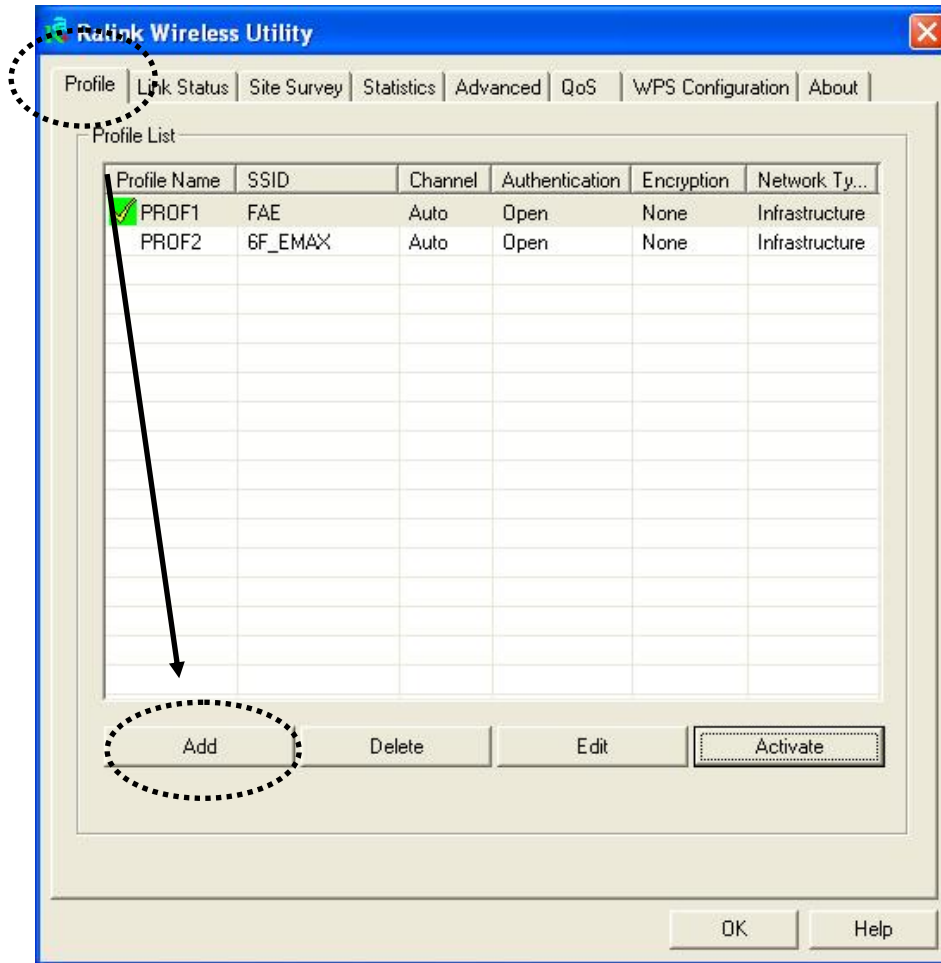 Ralink Wireless Utility
Profile Link Status Site Survey Statistics Advanced QoS WPS Configuration About
Profile List
Profile Name SSID Channel Authentication Encryption Network Ty...
PROF1 FAE Auto Open None Infrastructure
PROF2 6F_EMAX Auto Open None Infrastructure
Add Delete Edit Activate
OK Help